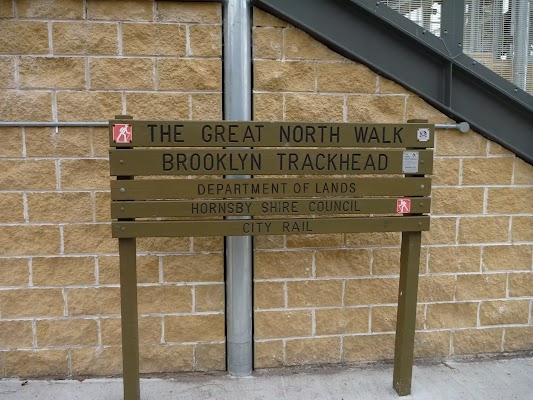 THE GREAT NORTH WALK
BROOKLYN TRACKHEAD
DEPARTMENT OF LANDS
HORNSBY SHIRE COUNCIL
CITY RAIL